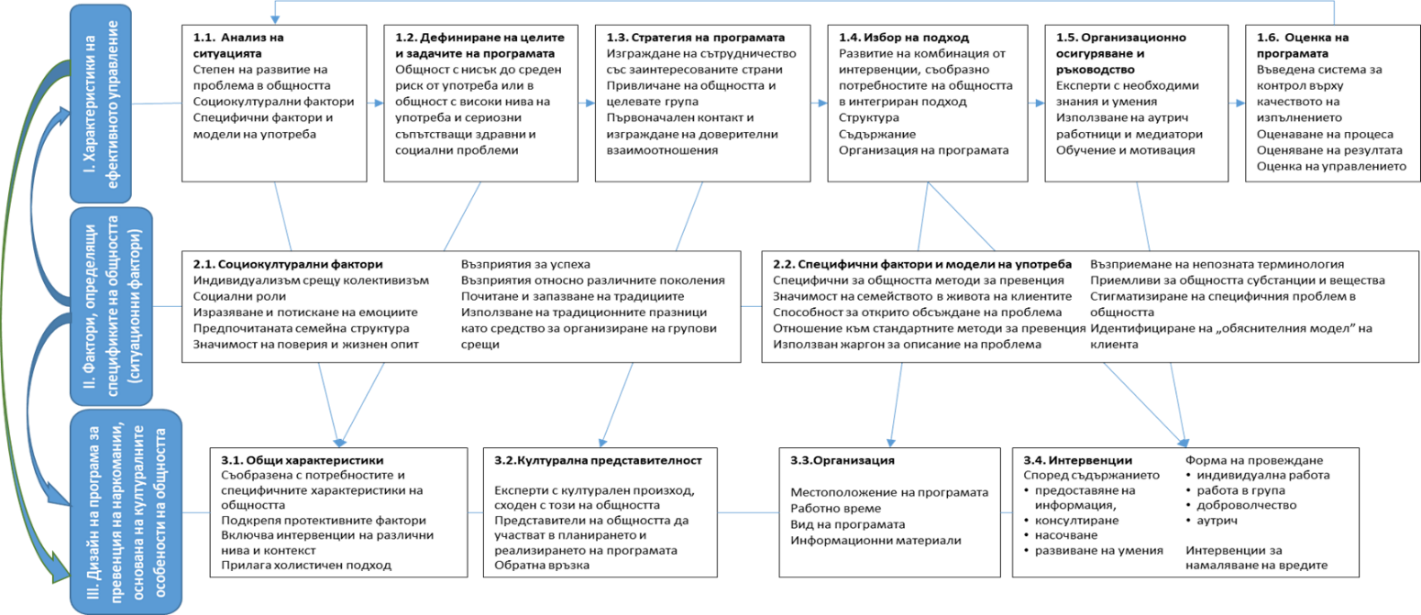 I. Характеристики на
ефективното управление
1.1. Анализ на
ситуацията
Степен на развитие на
проблема в общността
Социокултурални фактори
Специфични фактори и
модели на употреба
1.2. Дефиниране на целите
и задачите на програмата
Общност с нисък до среден
риск от употреба или в
общност с високи нива на
употреба и сериозни
съпътстващи здравни и
социални проблеми
1.3. Стратегия на програмата
Изграждане на сътрудничество
със заинтересованите страни
Привличане на общността и
целевате група
Първоначален контакт и
изграждане на доверителни
взаимоотношения
1.4. Избор на подход
Развитие на комбинация от
интервенции, съобразно
потребностите на общността
в интегриран подход
Структура
Съдържание
Организация на програмата
1.5. Организационно
осигуряване и
ръководство
Експерти с необходими
знания и умения
Използване на аутрич
работници и медиатори
Обучение и мотивация
1.6. Оценка на
програмата
Въведена система за
контрол върху
качеството на
изпълнението
Оценаване на процеса
Оценяване на резултата
Оценка на управлението
II. Фактори, определящи
спецификите на общността
(ситуационни фактори)
2.1. Социокултурални фактори
Индивидуализъм срещу колективизъм
Социални роли
Изразяване и потискане на емоциите
Предпочитаната семейна структура
Значимост на поверия и жизнен опит
Възприятия за успеха
Възприятия относно различните поколения
Почитане и запазване на традициите
Използване на традиционните празници
като средство за организиране на групови
срещи
2.2. Специфични фактори и модели на употреба
Специфични за общността методи за превенция
Значимост на семейството в живота на клиентите
Способност за открито обсъждане на проблема
Отношение към стандартните методи за превенция
Използван жаргон за описание на проблема
Възприемане на непозната терминология
Приемливи за общността субстанции и вещества
Стигматизиране на специфичния проблем в
общността
Идентифициране на „обяснителния модел” на
клиента
III. Дизайн на програма за
превенция на наркомании,
основана на културалните
особености на общността
3.1. Общи характеристики
Съобразена с потребностите и
специфичните характеристики на
общността
Подкрепя протективните фактори
Включва интервенции на различни
нива и контекст
Прилага холистичен подход
3.2.Културална представителност
Експерти с културален произход,
сходен с този на общността
Представители на общността да
участват в планирането и
реализирането на програмата
Обратна връзка
3.3.Организация
Местоположение на програмата
Работно време
Вид на програмата
Информационни материали
3.4. Интервенции
Според съдържанието
• предоставяне на
информация,
• консултиране
• насочване
• развиване на умения
Форма на провеждане
• индивидуална работа
• работа в група
• доброволчество
• аутрич
Интервенции за
намаляване на вредите